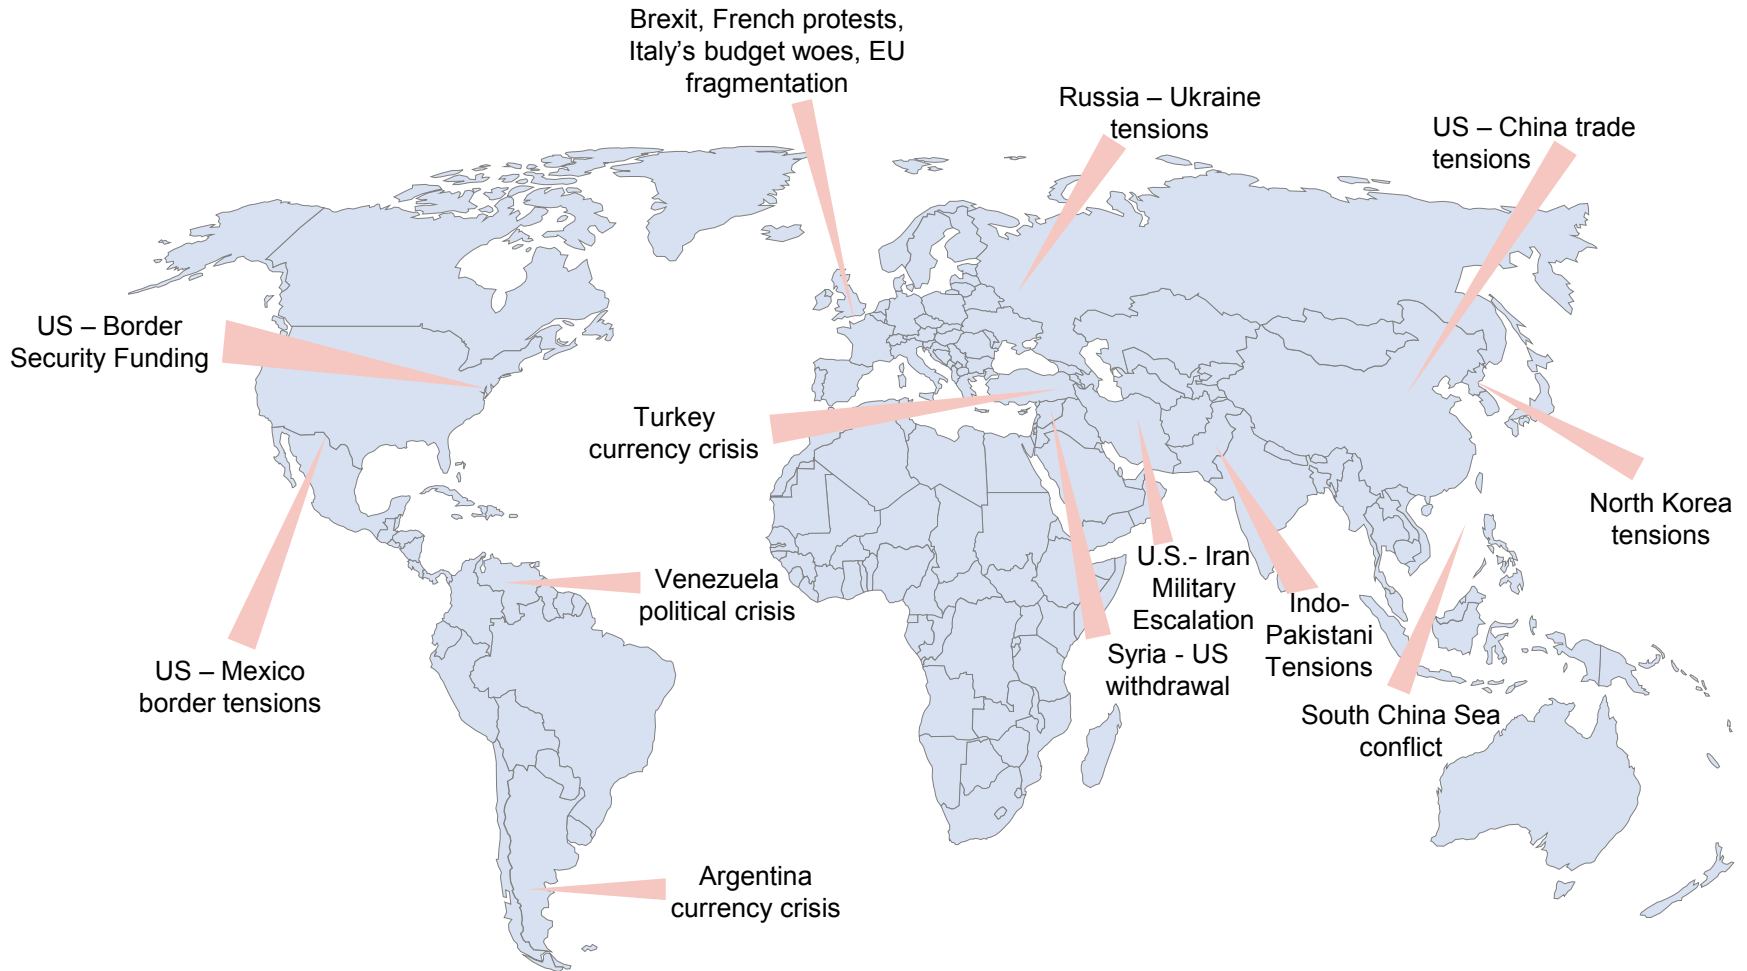 Brexit, French protests,
Italy’s budget woes, EU
fragmentation
Russia – Ukraine
tensions
US – China trade
tensions
US – Border
Security Funding
Turkey
currency crisis
North Korea
tensions
U.S.- Iran
Military
Escalation
Indo-
Pakistani
Tensions
Syria - US
withdrawal
Venezuela
political crisis
US – Mexico
border tensions
South China Sea
conflict
Argentina
currency crisis